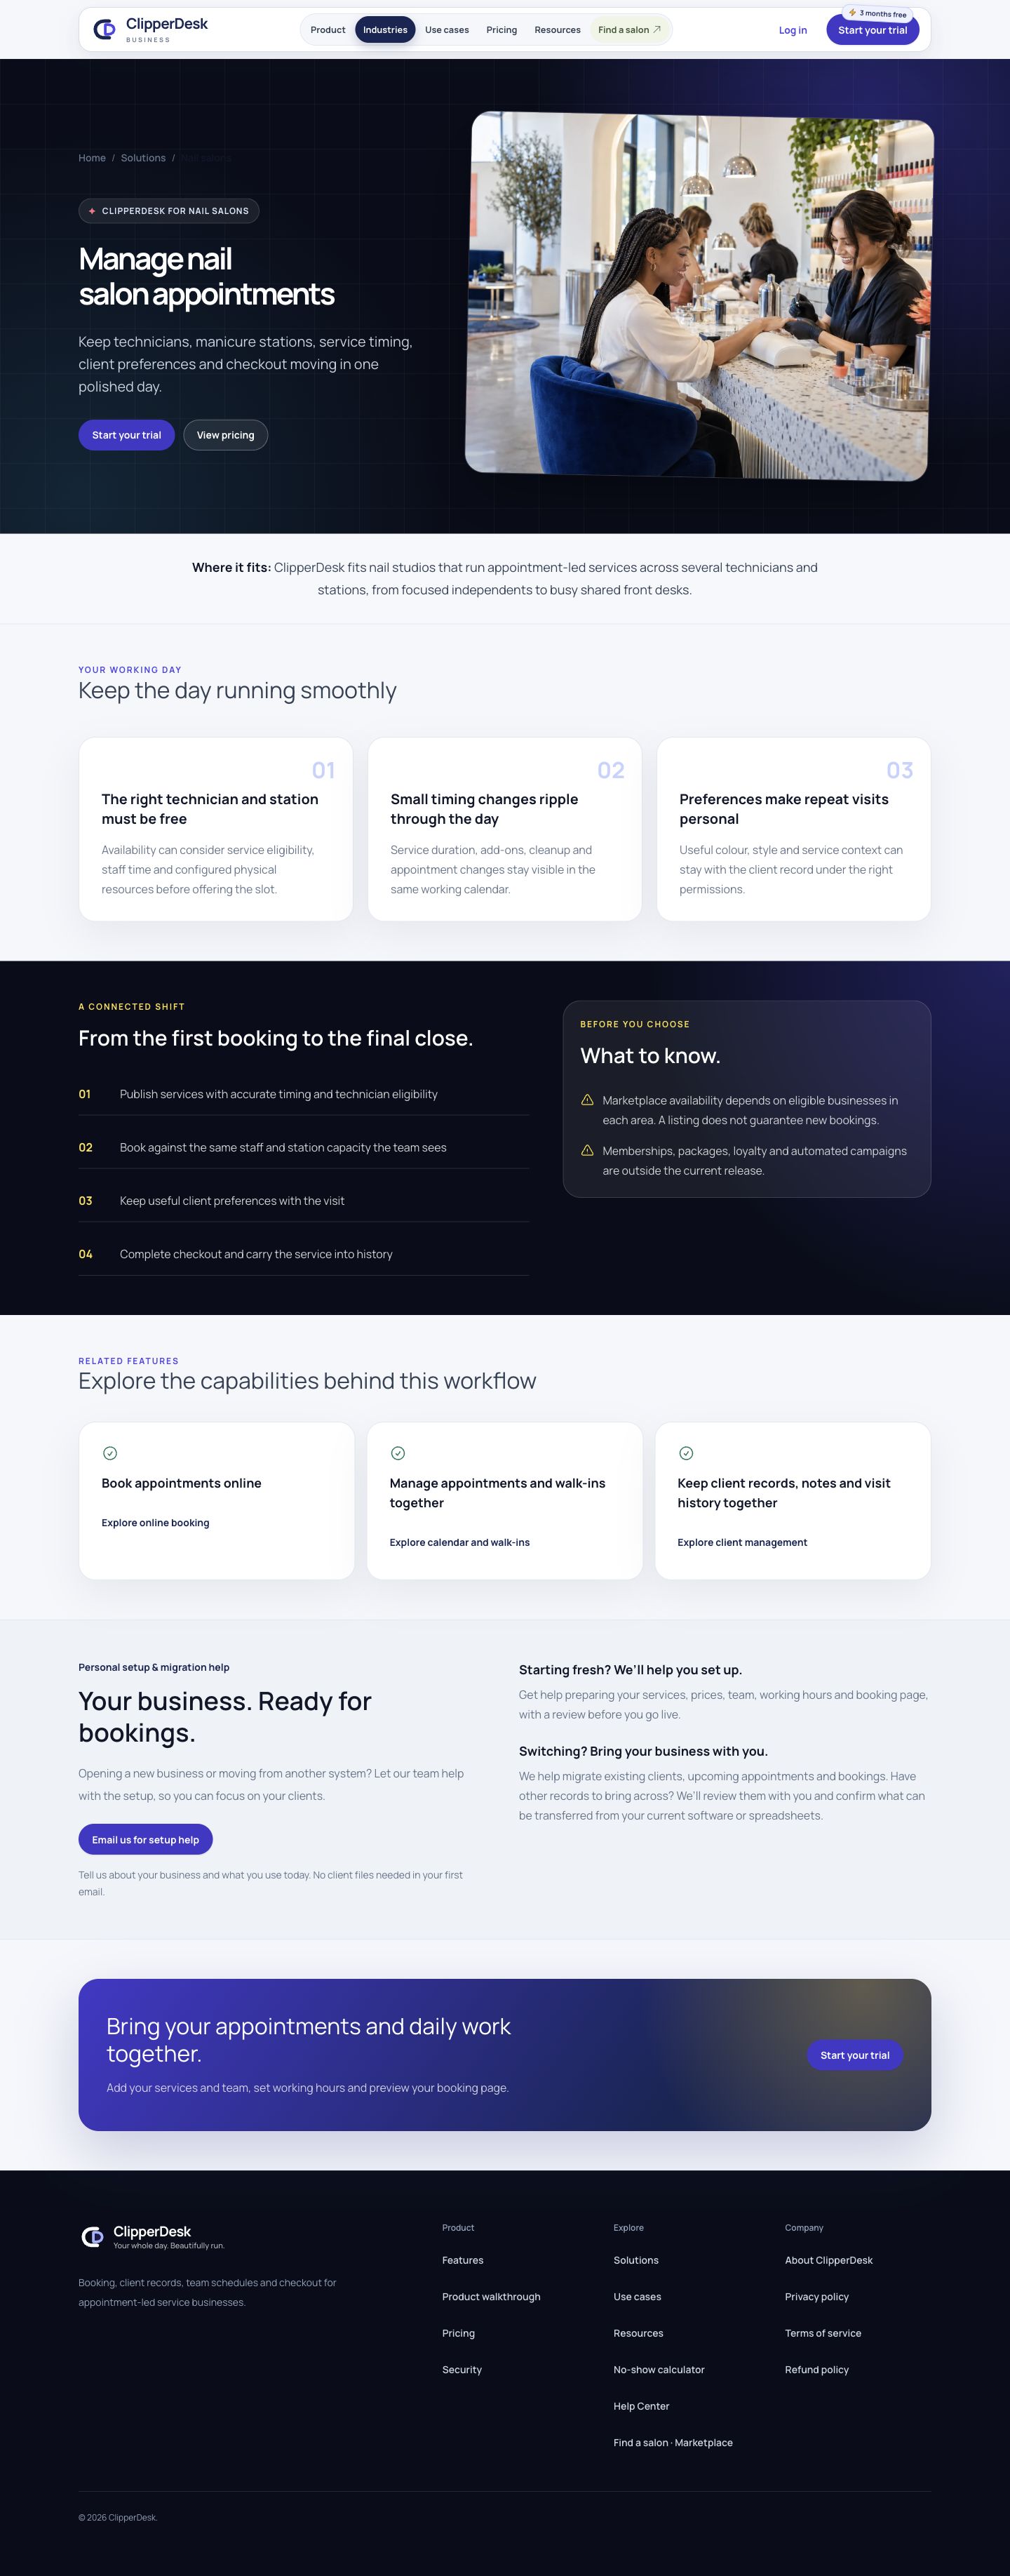 ClipperDesk
BUSINESS
Product
Industries
Use cases
Pricing
Resources
Find a salon
Log in
3 months free
Start your trial
Home / Solutions / Nail salons
CLIPPERDESK FOR NAIL SALONS
Manage nail
salon appointments
Keep technicians, manicure stations, service timing,
client preferences and checkout moving in one
polished day.
Start your trial
View pricing
Where it fits: ClipperDesk fits nail studios that run appointment-led services across several technicians and
stations, from focused independents to busy shared front desks.
YOUR WORKING DAY
Keep the day running smoothly
01
The right technician and station
must be free
Availability can consider service eligibility,
staff time and configured physical
resources before offering the slot.
02
Small timing changes ripple
through the day
Service duration, add-ons, cleanup and
appointment changes stay visible in the
same working calendar.
03
Preferences make repeat visits
personal
Useful colour, style and service context can
stay with the client record under the right
permissions.
A CONNECTED SHIFT
From the first booking to the final close.
01 Publish services with accurate timing and technician eligibility
02 Book against the same staff and station capacity the team sees
03 Keep useful client preferences with the visit
04 Complete checkout and carry the service into history
BEFORE YOU CHOOSE
What to know.
Marketplace availability depends on eligible businesses in
each area. A listing does not guarantee new bookings.
Memberships, packages, loyalty and automated campaigns
are outside the current release.
RELATED FEATURES
Explore the capabilities behind this workflow
Book appointments online
Explore online booking
Manage appointments and walk-ins
together
Explore calendar and walk-ins
Keep client records, notes and visit
history together
Explore client management
Personal setup & migration help
Your business. Ready for
bookings.
Opening a new business or moving from another system? Let our team help
with the setup, so you can focus on your clients.
Email us for setup help
Tell us about your business and what you use today. No client files needed in your first
email.
Starting fresh? We'll help you set up.
Get help preparing your services, prices, team, working hours and booking page,
with a review before you go live.
Switching? Bring your business with you.
We help migrate existing clients, upcoming appointments and bookings. Have
other records to bring across? We'll review them with you and confirm what can
be transferred from your current software or spreadsheets.
Bring your appointments and daily work
together.
Add your services and team, set working hours and preview your booking page.
Start your trial
ClipperDesk
Your whole day. Beautifully run.
Booking, client records, team schedules and checkout for
appointment-led service businesses.
Product
Features
Product walkthrough
Pricing
Security
Explore
Solutions
Use cases
Resources
No-show calculator
Help Center
Find a salon · Marketplace
Company
About ClipperDesk
Privacy policy
Terms of service
Refund policy
© 2026 ClipperDesk.